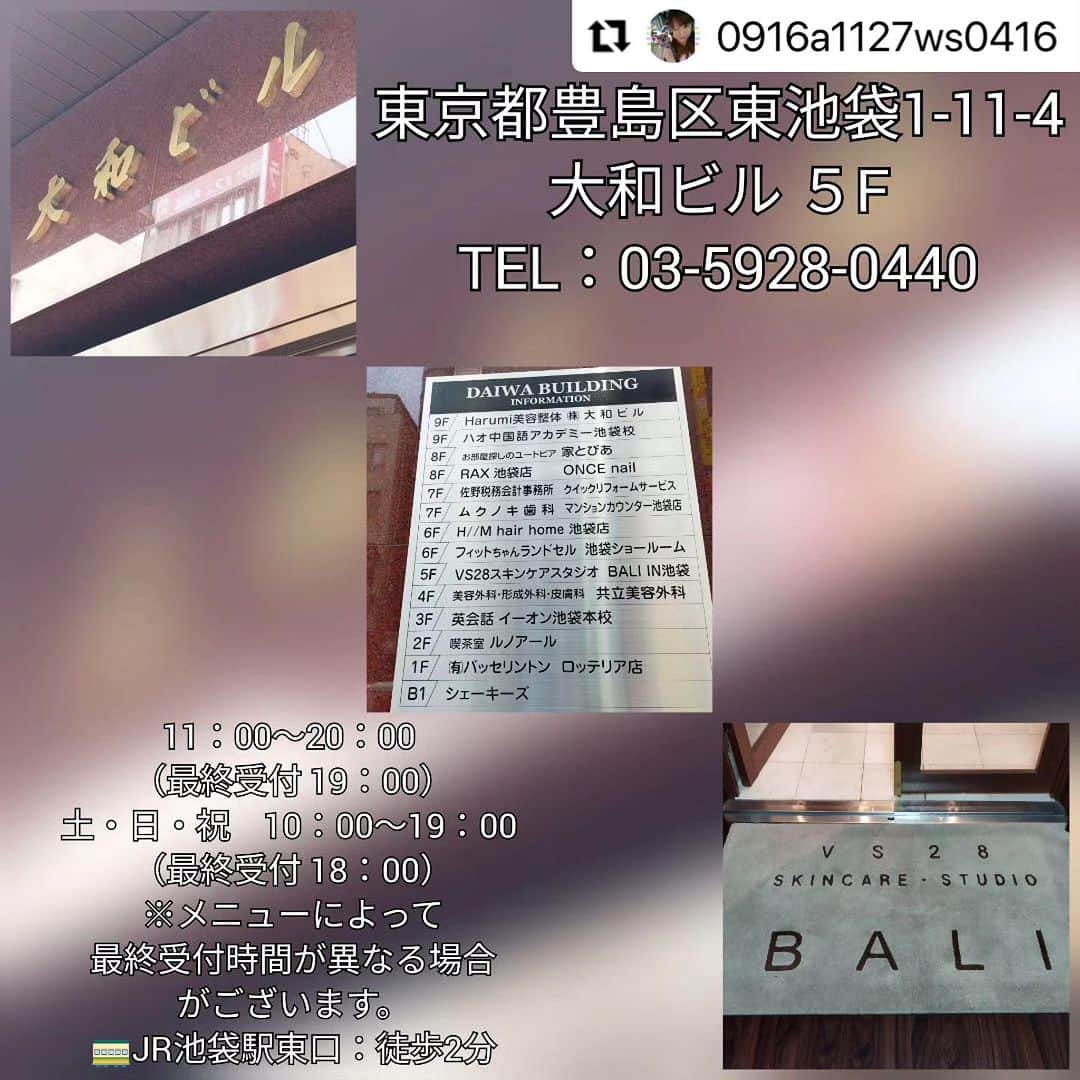 0916a1127ws0416
大和ビル
東京都豊島区東池袋1-11-4
大和ビル ５F
TEL：03-5928-0440
DAIWA BUILDING
INFORMATION
9F Harumi美容整体 ㈱大和ビル
9F ハオ中国語アカデミー池袋校
8F お部屋探しのユートピア 家とぴあ
8F RAX 池袋店 ONCE nail
7F 佐野税務会計事務所 クイックリフォームサービス
7F ムクノキ歯科 マンションカウンター池袋店
6F H//M hair home 池袋店
6F フィットちゃんランドセル 池袋ショールーム
5F VS28スキンケアスタジオ BALI IN池袋
4F 美容外科・形成外科・皮膚科 共立美容外科
3F 英会話 イーオン池袋本校
2F 喫茶室 ルノアール
1F ㈲バッセリントン ロッテリア店
B1 シェーキーズ
11：00〜20：00
（最終受付 19：00）
土・日・祝 10：00〜19：00
（最終受付 18：00）
※メニューによって
最終受付時間が異なる場合
がございます。
🚃JR池袋駅東口：徒歩2分
VS28
SKINCARE・STUDIO
BALI